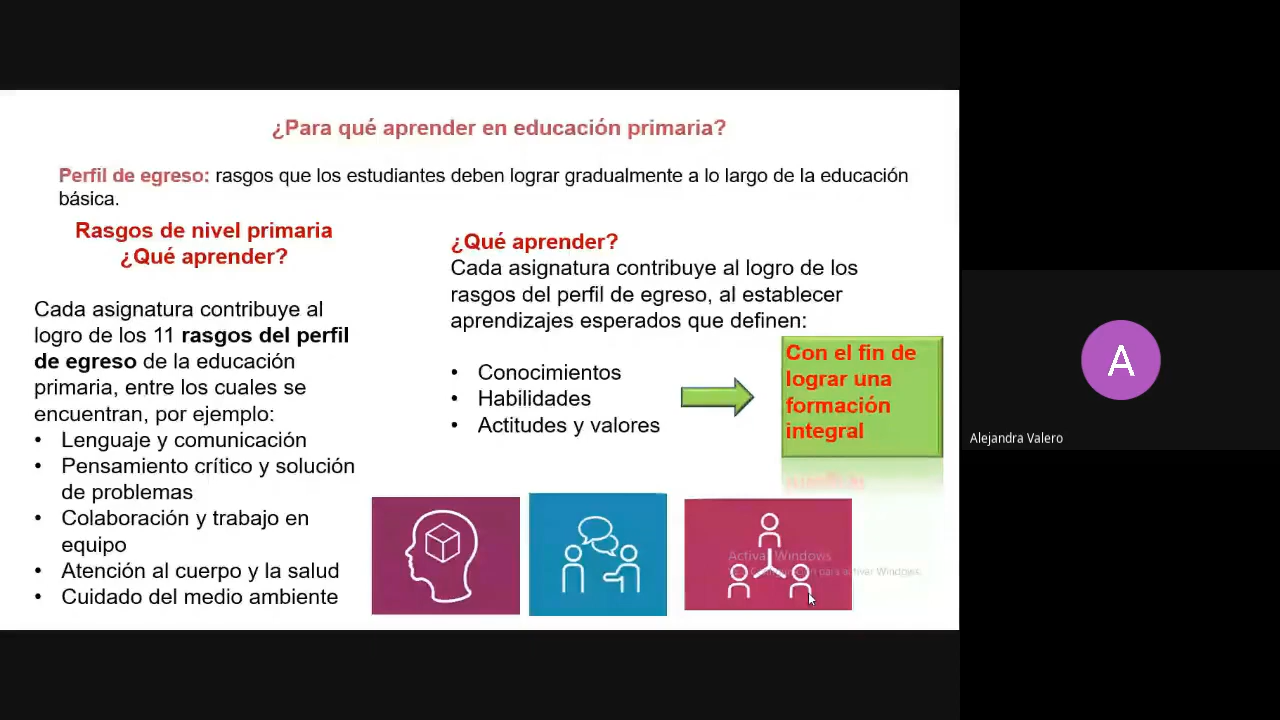 ¿Para qué aprender en educación primaria?
Perfil de egreso: rasgos que los estudiantes deben lograr gradualmente a lo largo de la educación
básica.
Rasgos de nivel primaria
¿Qué aprender?
Cada asignatura contribuye al
logro de los 11 rasgos del perfil
de egreso de la educación
primaria, entre los cuales se
encuentran, por ejemplo:
• Lenguaje y comunicación
• Pensamiento crítico y solución
de problemas
• Colaboración y trabajo en
equipo
• Atención al cuerpo y la salud
• Cuidado del medio ambiente
¿Qué aprender?
Cada asignatura contribuye al logro de los
rasgos del perfil de egreso, al establecer
aprendizajes esperados que definen:
• Conocimientos
• Habilidades
• Actitudes y valores
Con el fin de
lograr una
formación
integral
Activar Windows
Configuración para activar Windows.
A
Alejandra Valero